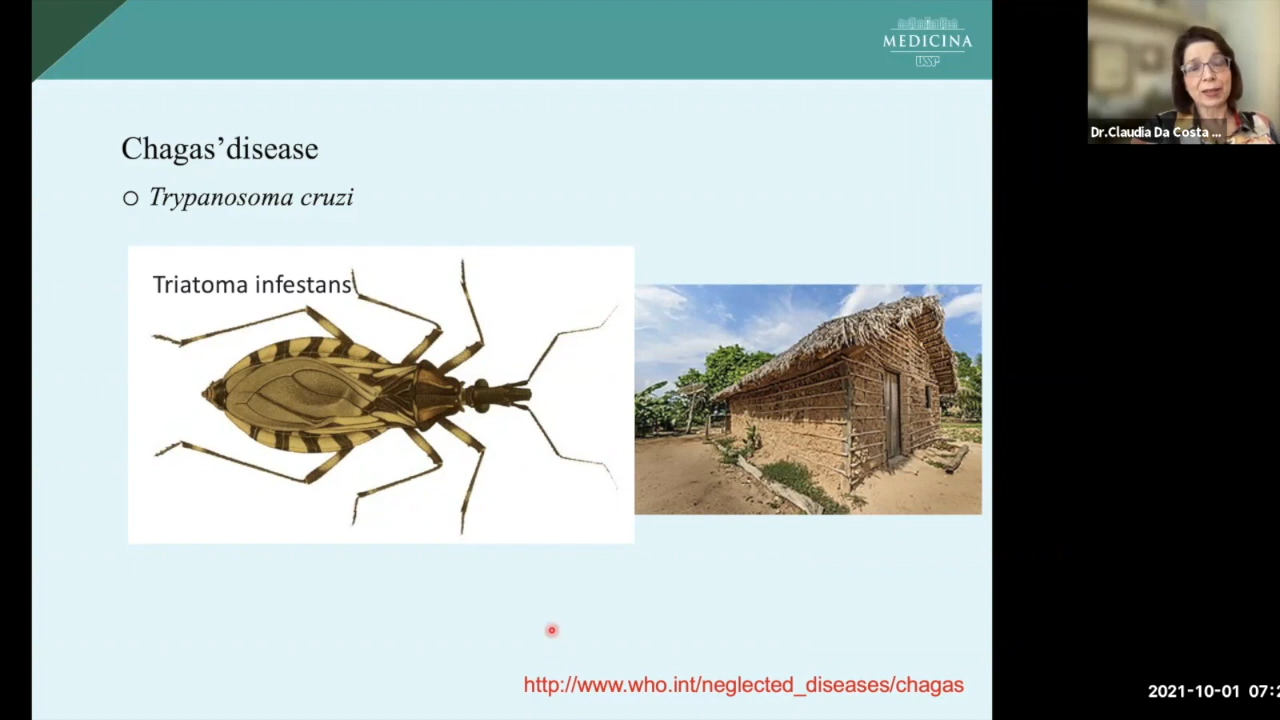 MEDICINA
USP
Dr.Claudia Da Costa ...
Chagas’disease
Trypanosoma cruzi
Triatoma infestans
http://www.who.int/neglected_diseases/chagas
2021-10-01 07:2